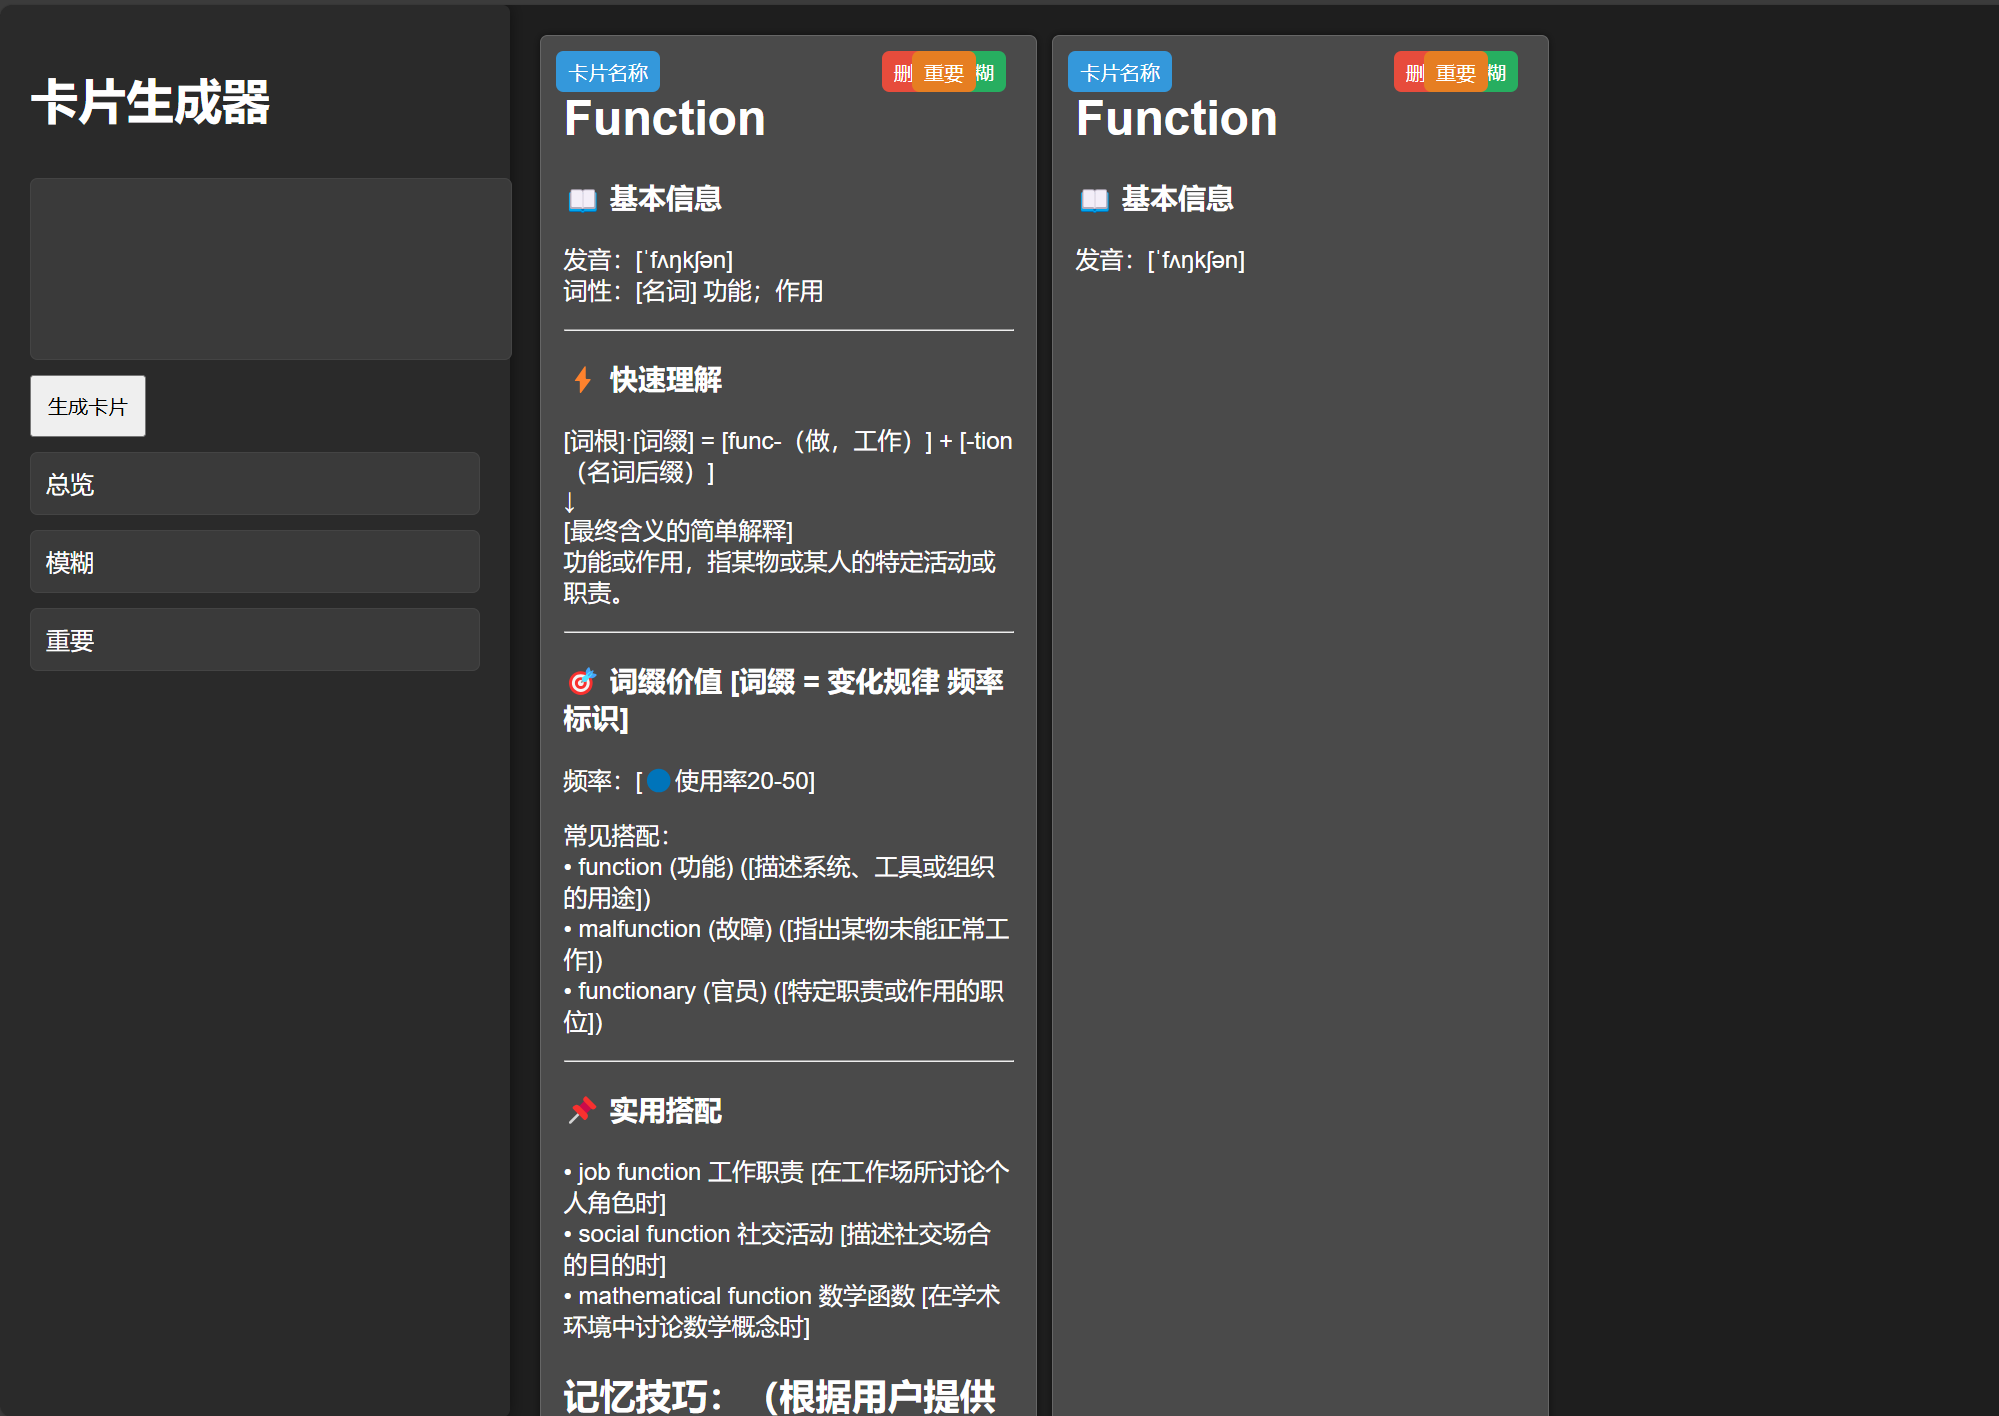 卡片生成器
生成卡片
总览
模糊
重要
卡片名称
删
重要
糊
Function
📖 基本信息
发音：[ˈfʌŋkʃən]
词性：[名词] 功能；作用
⚡ 快速理解
[词根]·[词缀] = [func-（做，工作）] + [-tion
（名词后缀）]
↓
[最终含义的简单解释]
功能或作用，指某物或某人的特定活动或
职责。
🎯 词缀价值 [词缀 = 变化规律 频率
标识]
频率：[🔵使用率20-50]
常见搭配：
• function (功能) ([描述系统、工具或组织
的用途])
• malfunction (故障) ([指出某物未能正常工
作])
• functionary (官员) ([特定职责或作用的职
位])
📌 实用搭配
• job function 工作职责 [在工作场所讨论个
人角色时]
• social function 社交活动 [描述社交场合
的目的时]
• mathematical function 数学函数 [在学术
环境中讨论数学概念时]
记忆技巧：（根据用户提供
卡片名称
删
重要
糊
Function
📖 基本信息
发音：[ˈfʌŋkʃən]